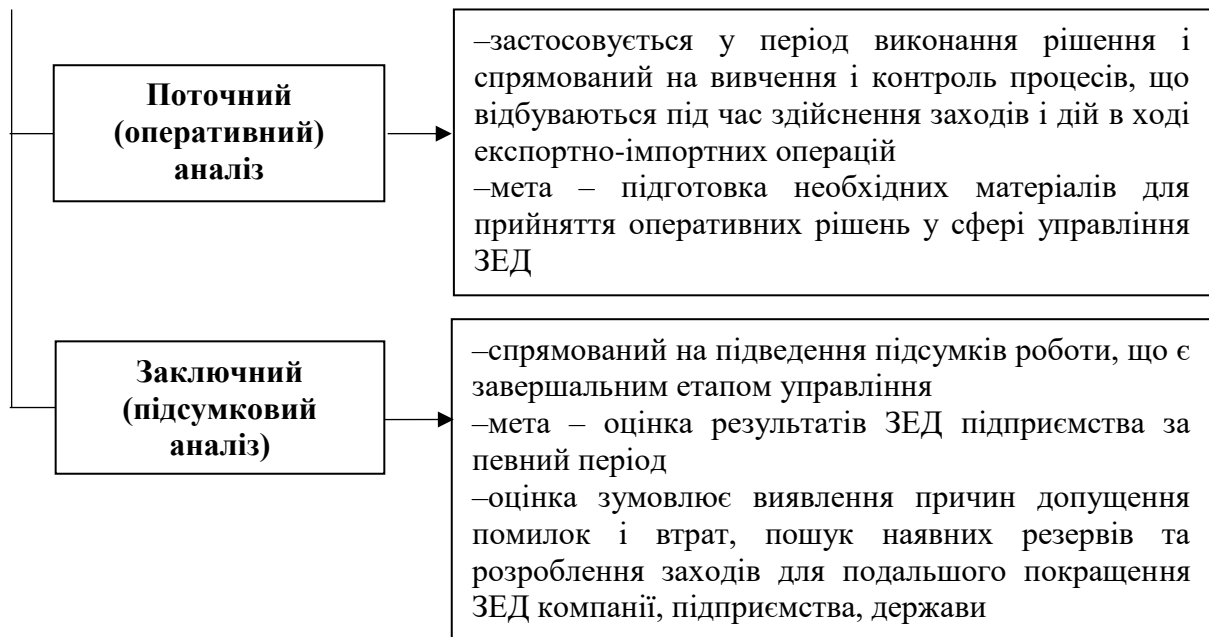 Поточний
(оперативний)
аналіз
–застосовується у період виконання рішення і
спрямований на вивчення і контроль процесів, що
відбуваються під час здійснення заходів і дій в ході
експортно-імпортних операцій
–мета – підготовка необхідних матеріалів для
прийняття оперативних рішень у сфері управління
ЗЕД
Заключний
(підсумковий
аналіз)
–спрямований на підведення підсумків роботи, що є
завершальним етапом управління
–мета – оцінка результатів ЗЕД підприємства за
певний період
–оцінка зумовлює виявлення причин допущення
помилок і втрат, пошук наявних резервів та
розроблення заходів для подальшого покращення
ЗЕД компанії, підприємства, держави